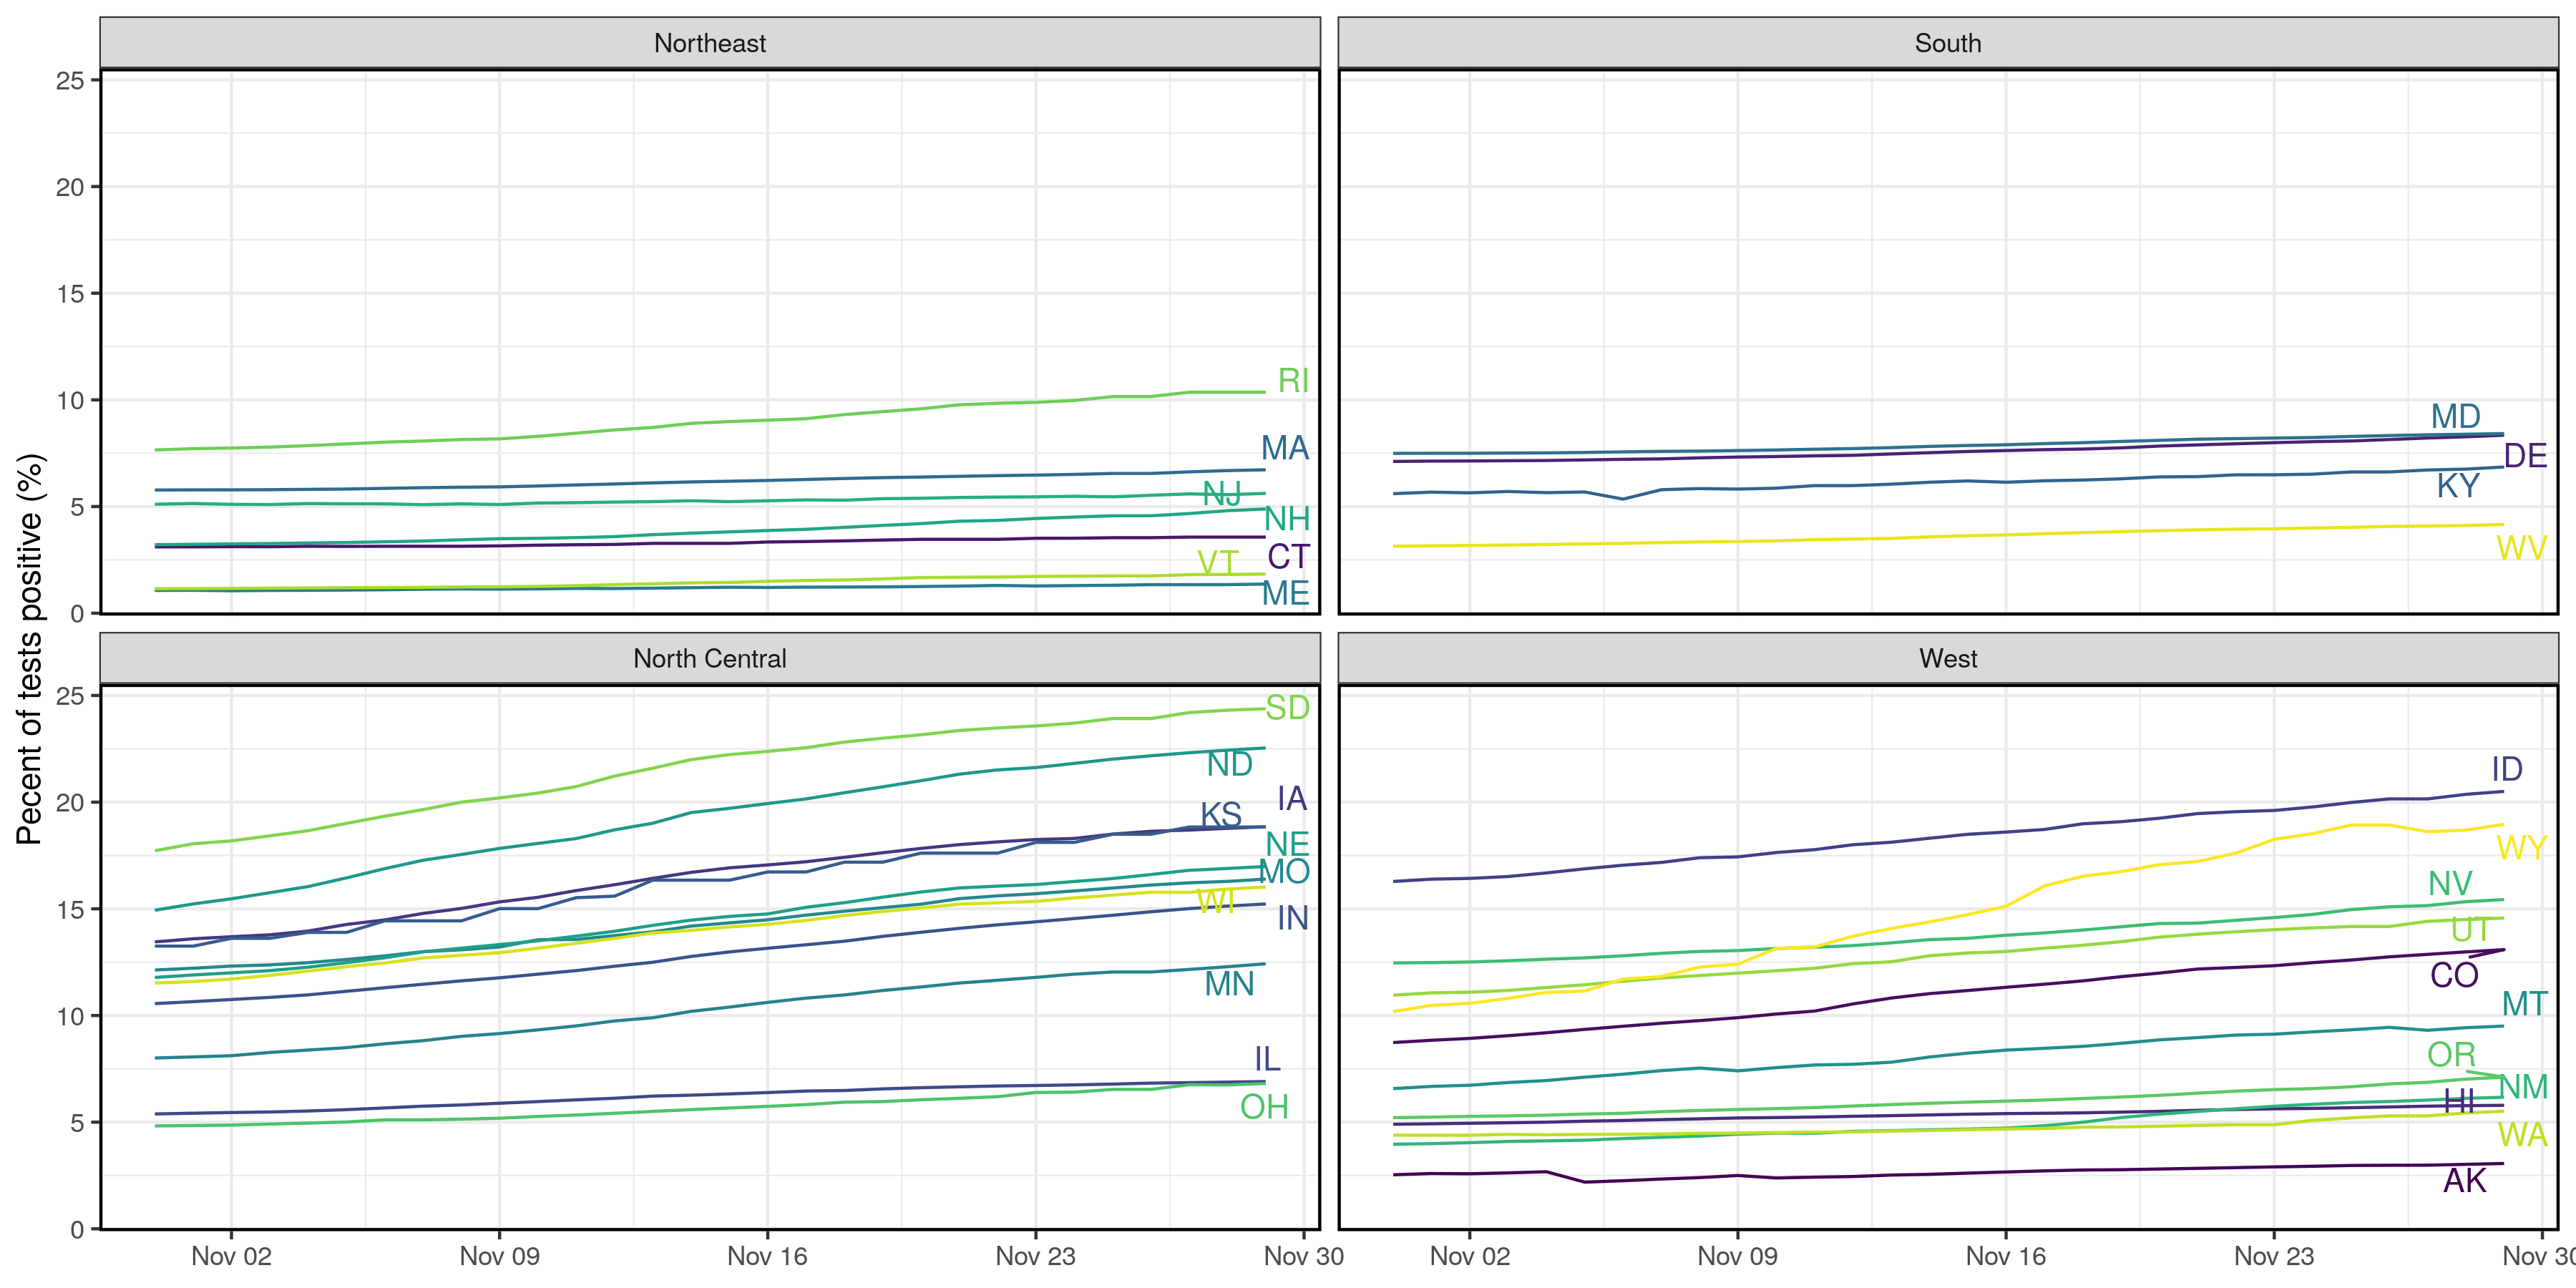 Northeast
South
Pecent of tests positive (%)
25
20
15
10
5
0
RI
MA
NJ
NH
VT
CT
ME
MD
DE
KY
WV
North Central
West
25
20
15
10
5
0
SD
ND
IA
KS
NE
MO
WI
IN
MN
IL
OH
ID
WY
NV
UT
CO
MT
OR
NM
HI
WA
AK
Nov 02
Nov 09
Nov 16
Nov 23
Nov 30
Nov 02
Nov 09
Nov 16
Nov 23
Nov 30